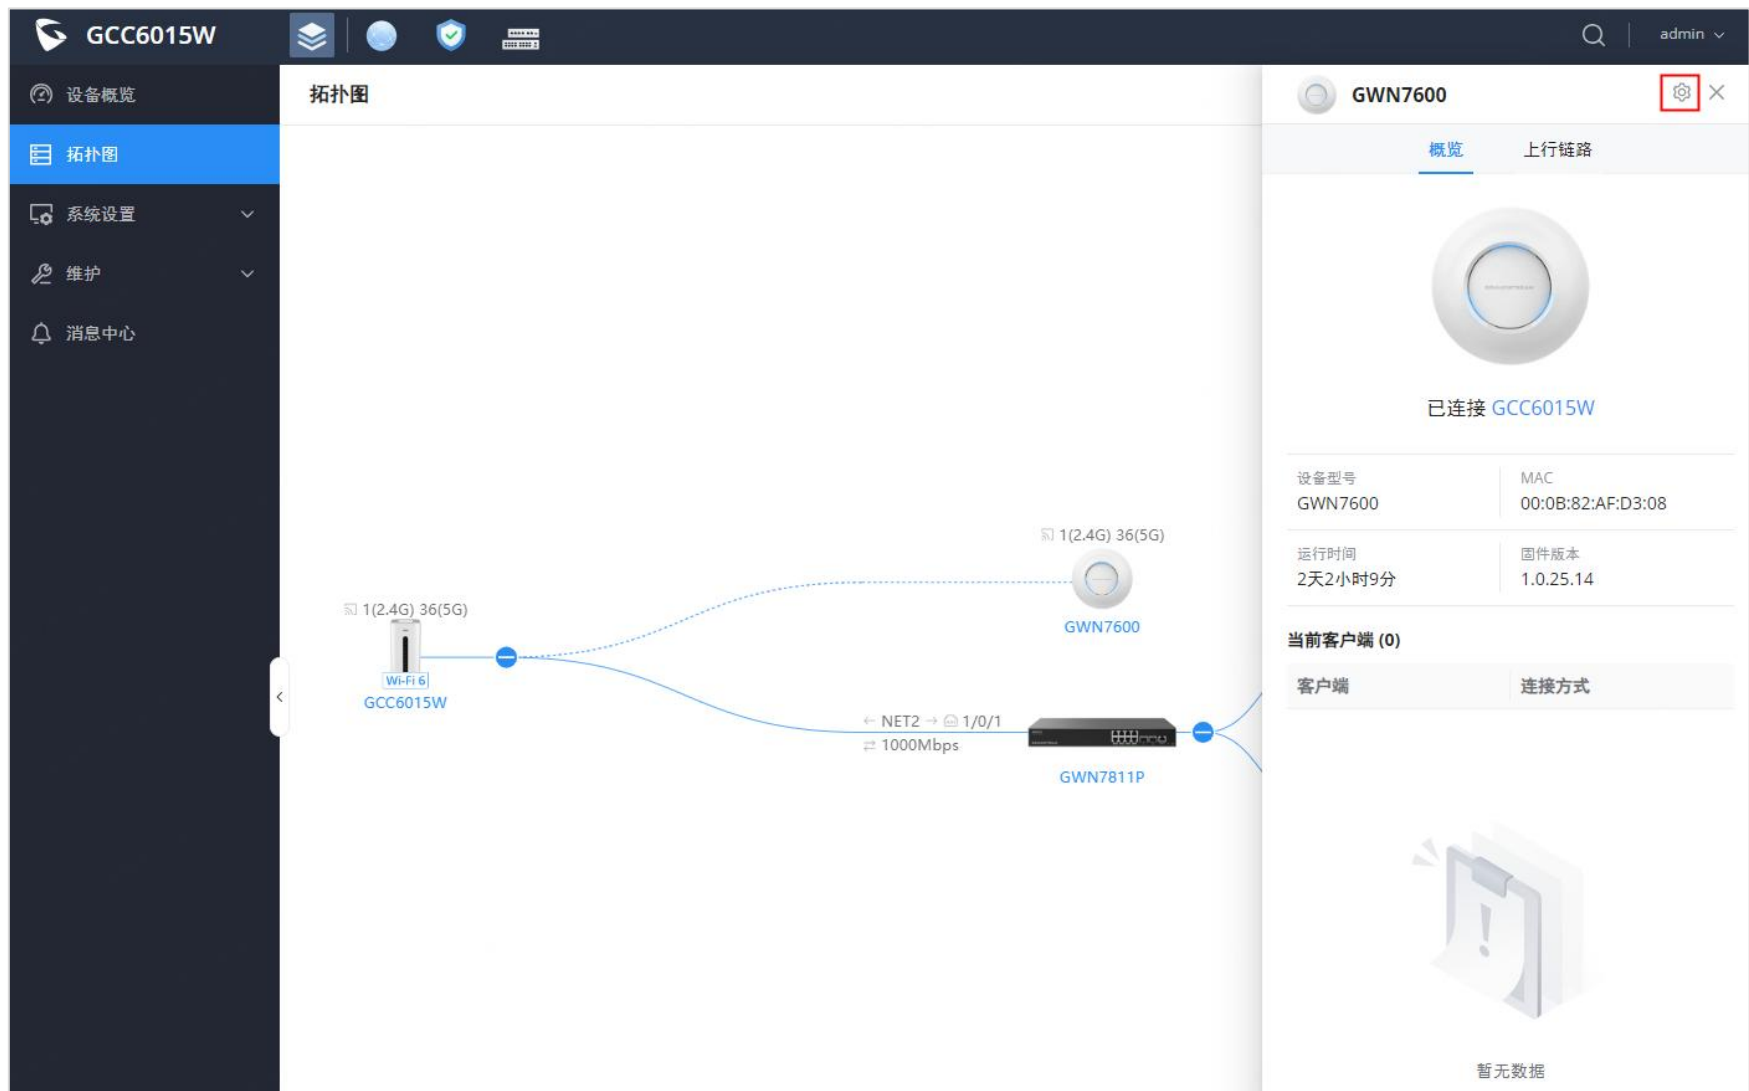 GCC6015W
admin
设备概览
拓扑图
系统设置
维护
消息中心
拓扑图
1(2.4G) 36(5G)
Wi-Fi 6
GCC6015W
1(2.4G) 36(5G)
GWN7600
← NET2 → 1/0/1
1000Mbps
GWN7811P
GWN7600
概览 上行链路
已连接 GCC6015W
设备型号 MAC
GWN7600 00:0B:82:AF:D3:08
运行时间 固件版本
2天2小时9分 1.0.25.14
当前客户端 (0)
客户端 连接方式
暂无数据